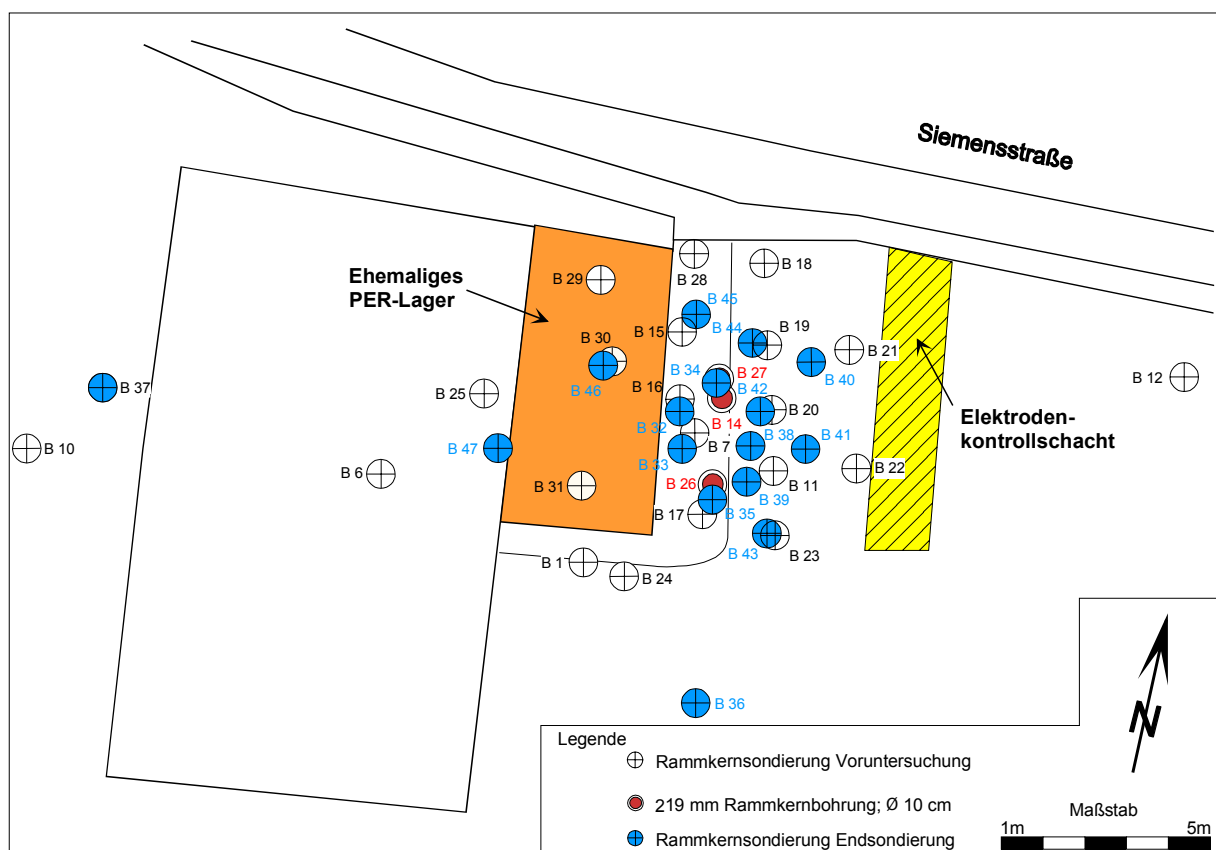 Siemensstraße
B 28
B 18
Ehemaliges
PER-Lager
B 29
B 45
B 15
B 44
B 19
B 30
B 21
B 34
B 27
B 40
B 12
B 37
B 25
B 46
B 16
B 42
B 20
Elektroden-
kontrollschacht
B 32
B 14
B 10
B 47
B 7
B 38
B 41
B 6
B 33
B 22
B 31
B 26
B 11
B 39
B 17
B 35
B 43
B 23
B 1
B 24
B 36
N
Legende
Rammkernsondierung Voruntersuchung
219 mm Rammkernbohrung; Ø 10 cm
Rammkernsondierung Endsondierung
Maßstab
1m 5m